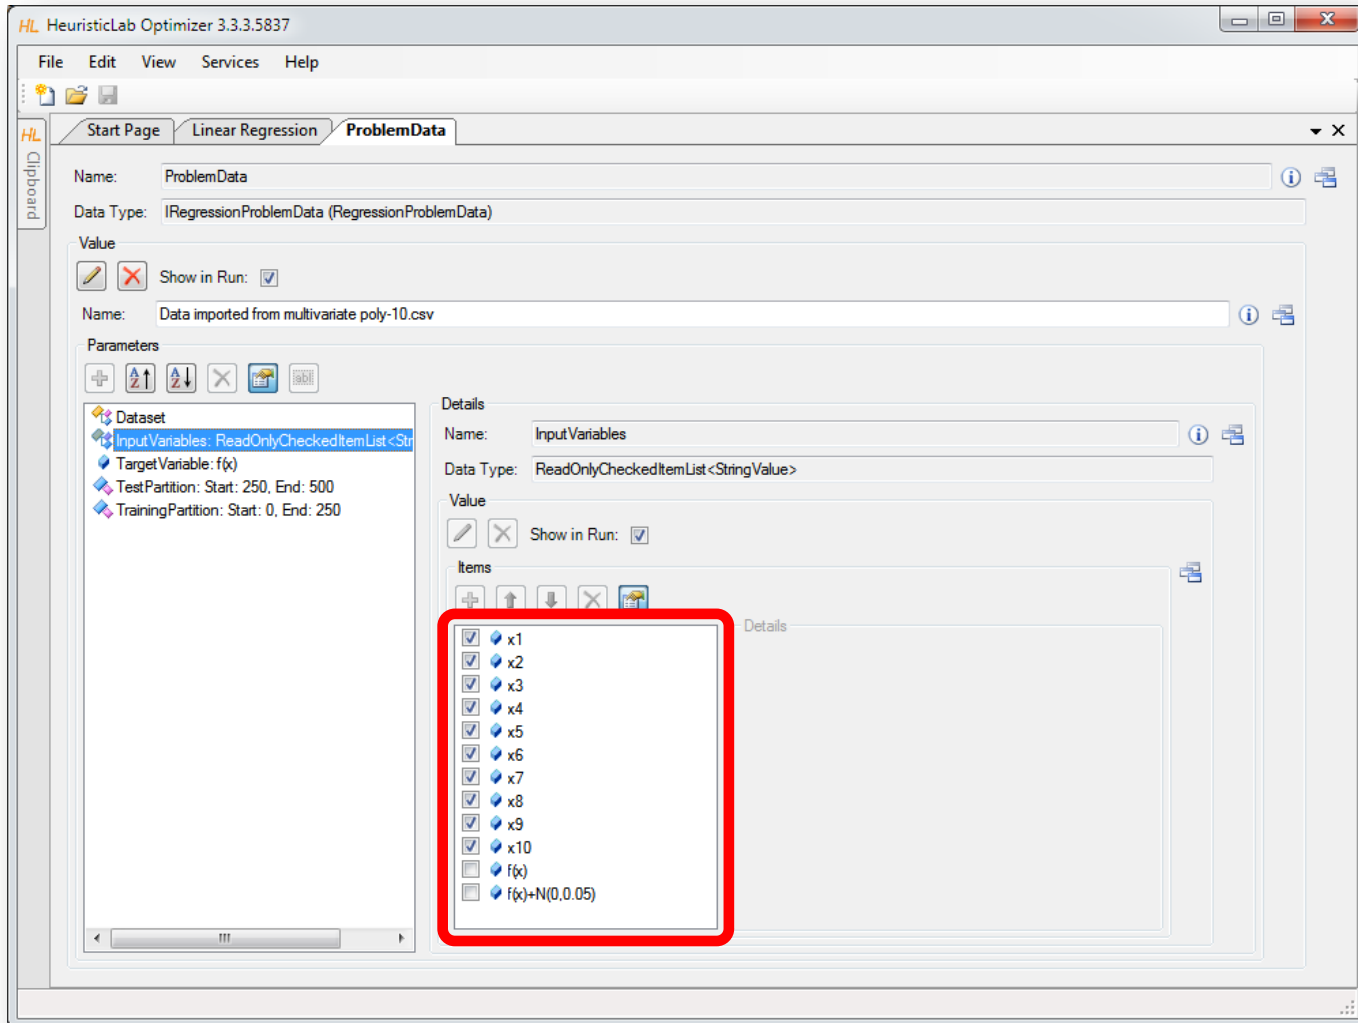 HL HeuristicLab Optimizer 3.3.3.5837
File Edit View Services Help
HL Clipboard
Start Page Linear Regression ProblemData
Name: ProblemData
Data Type: IRegressionProblemData (RegressionProblemData)
Value
Show in Run:
Name: Data imported from multivariate poly-10.csv
Parameters
Dataset
InputVariables: ReadOnlyCheckedItemList<Str
TargetVariable: f(x)
TestPartition: Start: 250, End: 500
TrainingPartition: Start: 0, End: 250
Details
Name: InputVariables
Data Type: ReadOnlyCheckedItemList<StringValue>
Value
Show in Run:
Items
x1
x2
x3
x4
x5
x6
x7
x8
x9
x10
f(x)
f(x)+N(0,0.05)
Details